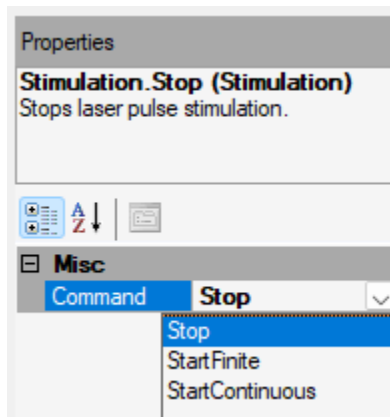 Properties
Stimulation.Stop (Stimulation)
Stops laser pulse stimulation.
A
Z
Misc
Command Stop
Stop
StartFinite
StartContinuous